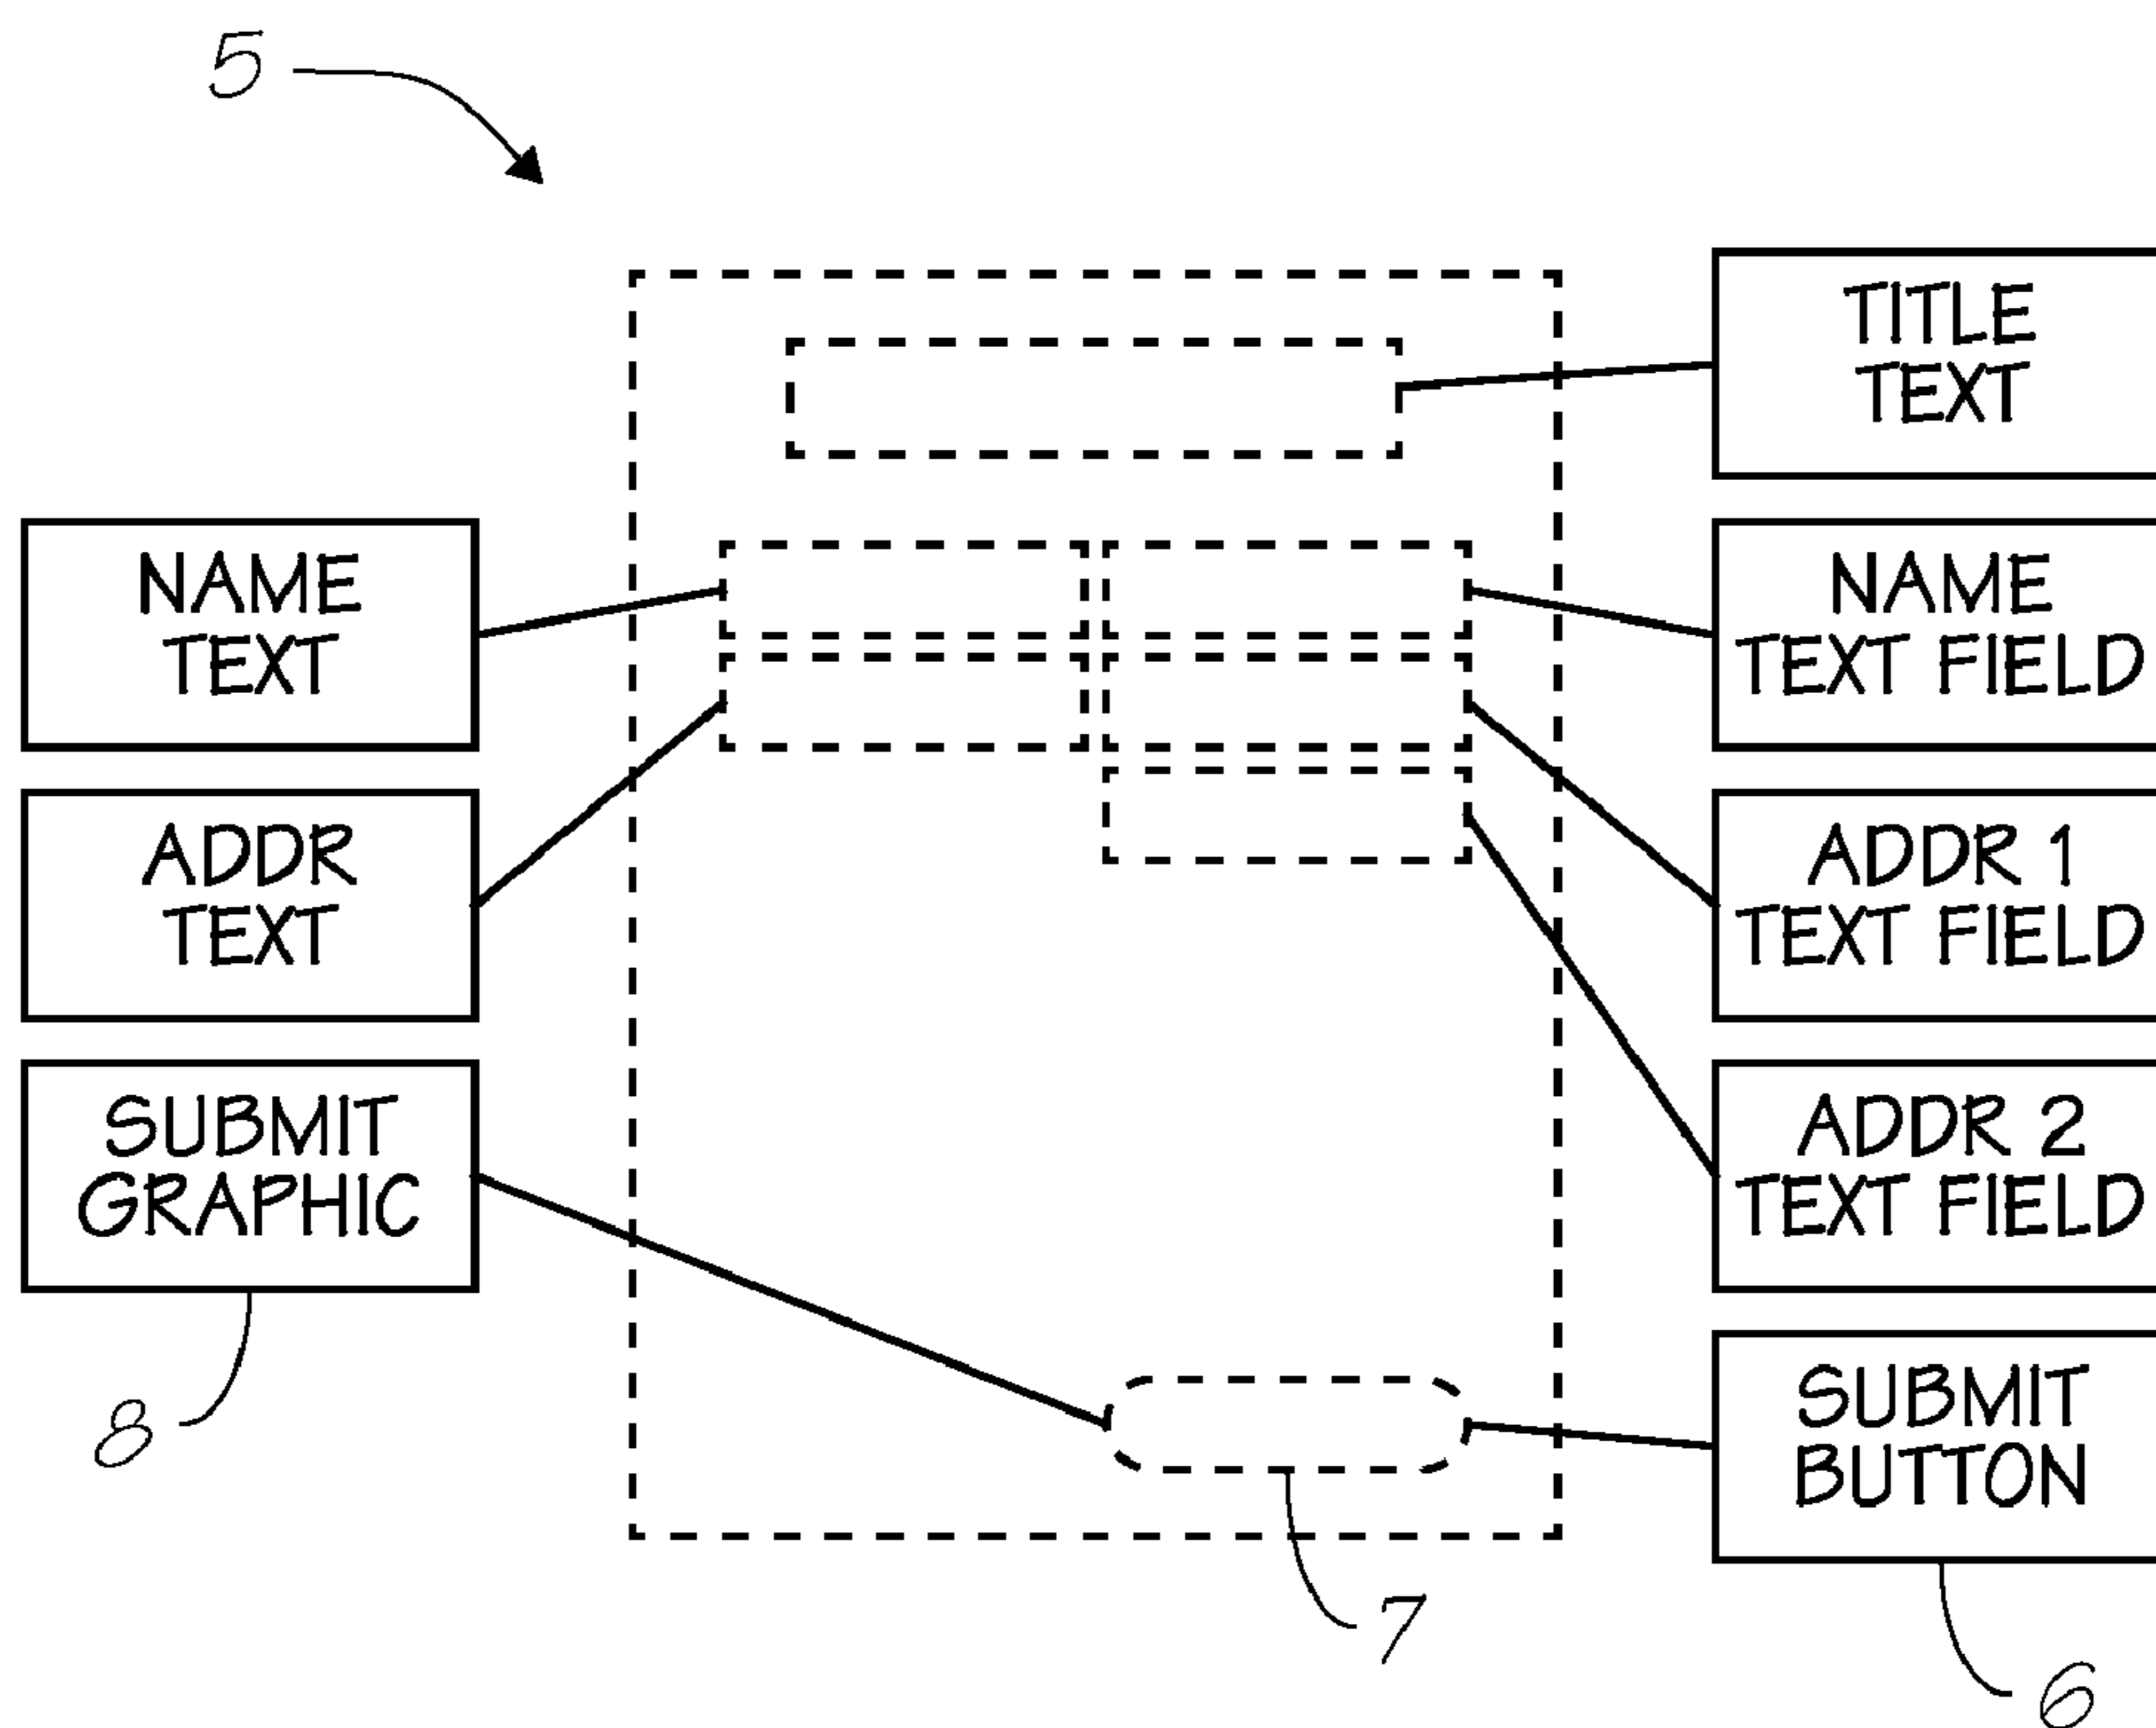 5
TITLE
TEXT
NAME
TEXT
NAME
TEXT FIELD
ADDR
TEXT
ADDR 1
TEXT FIELD
SUBMIT
GRAPHIC
ADDR 2
TEXT FIELD
SUBMIT
BUTTON
8
7
6